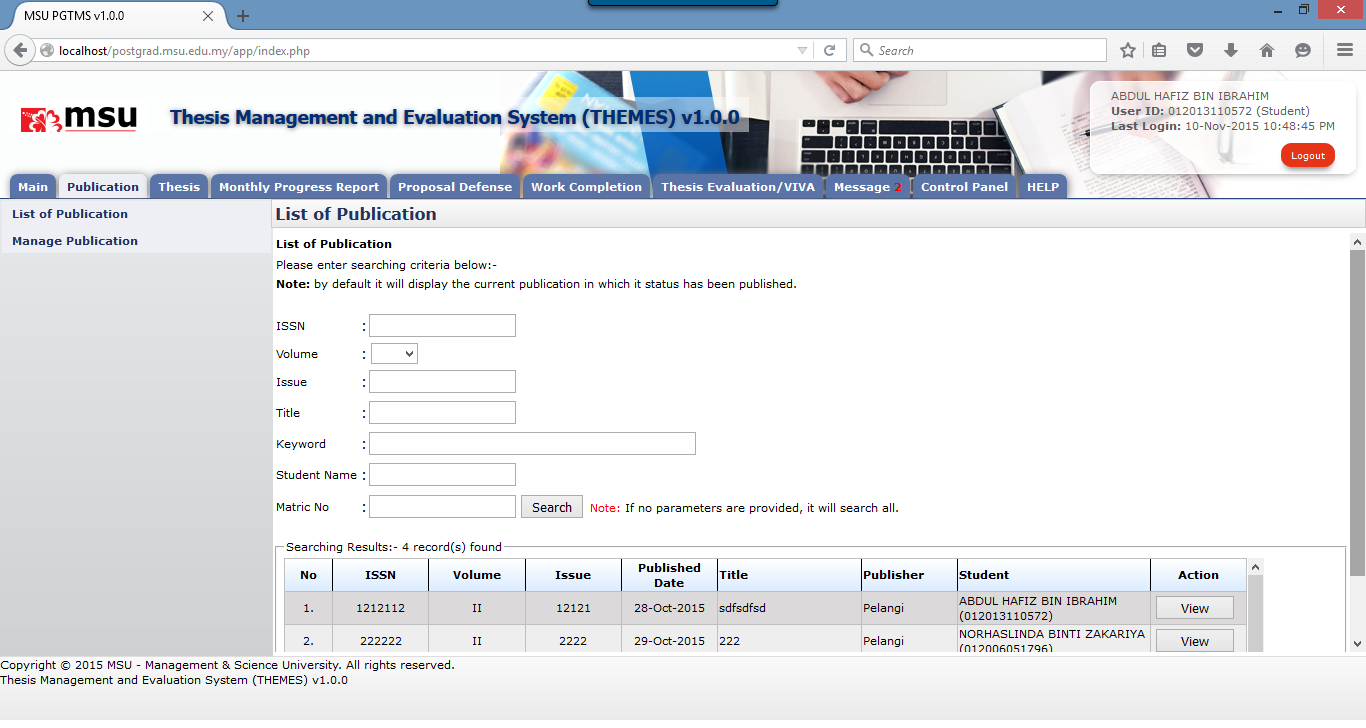 MSU PGTMS v1.0.0
localhost/postgrad.msu.edu.my/app/index.php
Search
msu
Thesis Management and Evaluation System (THEMES) v1.0.0
ABDUL HAFIZ BIN IBRAHIM
User ID: 012013110572 (Student)
Last Login: 10-Nov-2015 10:48:45 PM
Logout
Main Publication Thesis Monthly Progress Report Proposal Defense Work Completion Thesis Evaluation/VIVA Message 2 Control Panel HELP
List of Publication
Manage Publication
List of Publication
List of Publication
Please enter searching criteria below:-
Note: by default it will display the current publication in which it status has been published.
ISSN :
Volume :
Issue :
Title :
Keyword :
Student Name :
Matric No : Search Note: If no parameters are provided, it will search all.
Searching Results:- 4 record(s) found
No ISSN Volume Issue Published Date Title Publisher Student Action
1. 1212112 II 12121 28-Oct-2015 sdfsdfsd Pelangi ABDUL HAFIZ BIN IBRAHIM (012013110572) View
2. 222222 II 2222 29-Oct-2015 222 Pelangi NORHASLINDA BINTI ZAKARIYA (012006051796) View
Copyright © 2015 MSU - Management & Science University. All rights reserved.
Thesis Management and Evaluation System (THEMES) v1.0.0